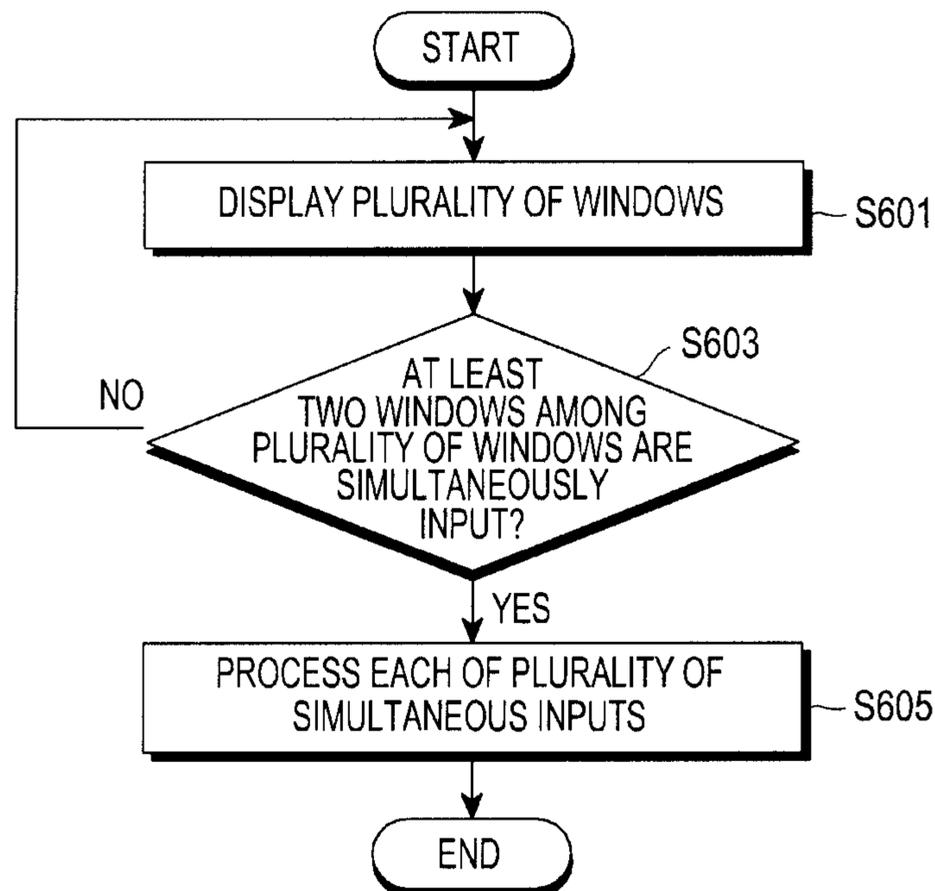 START
DISPLAY PLURALITY OF WINDOWS
S601
S603
AT LEAST
TWO WINDOWS AMONG
PLURALITY OF WINDOWS ARE
SIMULTANEOUSLY
INPUT?
NO
YES
PROCESS EACH OF PLURALITY OF
SIMULTANEOUS INPUTS
S605
END